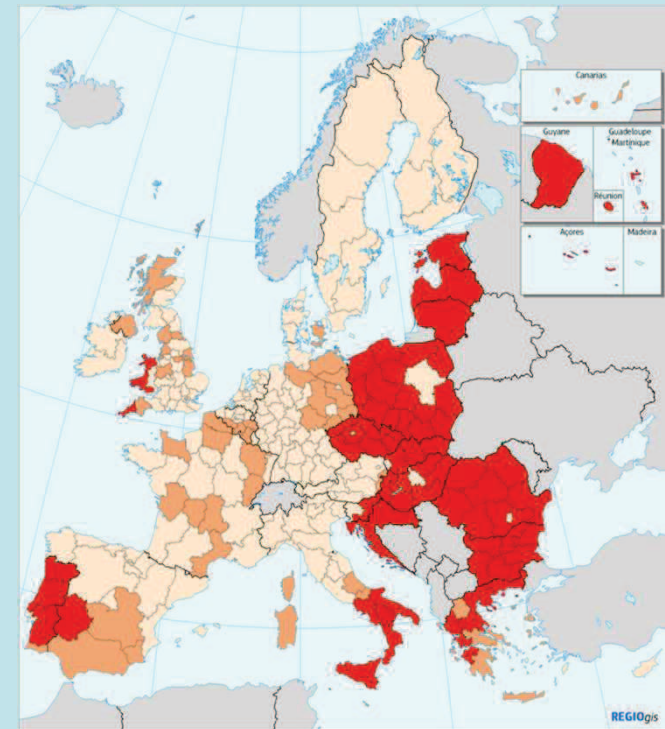 Canarias
Guyane
Guadeloupe
Martinique
Réunion
Açores
Madeira
REGIOgis